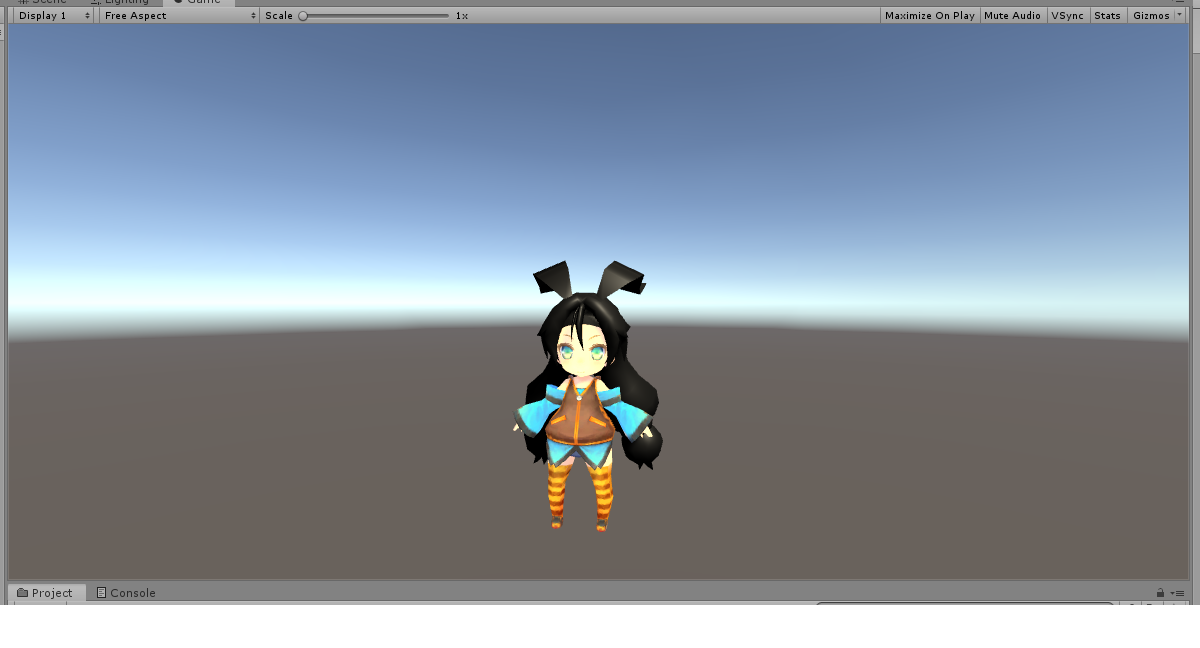 Scene Lighting Game
Display 1 Free Aspect Scale 1x Maximize On Play Mute Audio VSync Stats Gizmos
Project Console